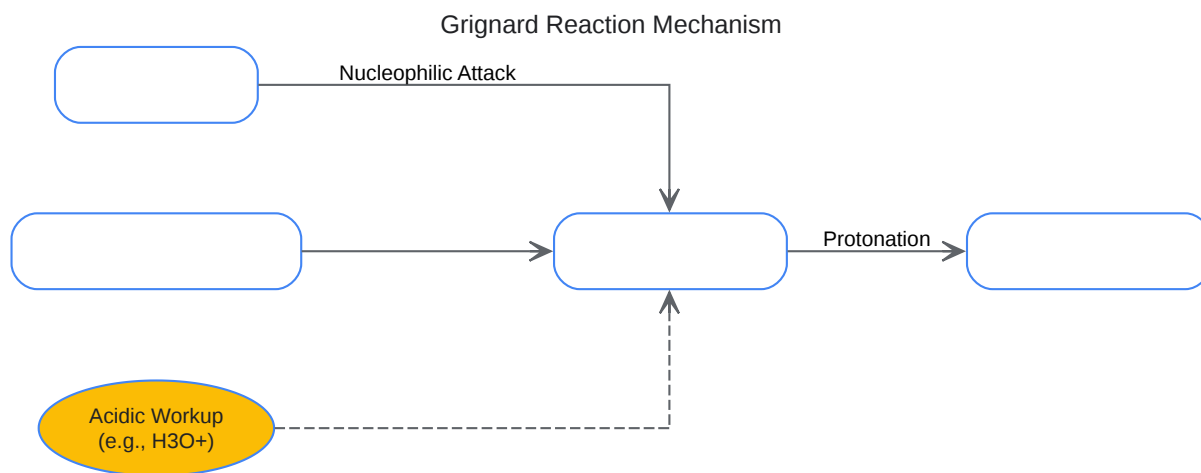 Grignard Reaction Mechanism
Nucleophilic Attack
Protonation
Acidic Workup
(e.g., H3O+)